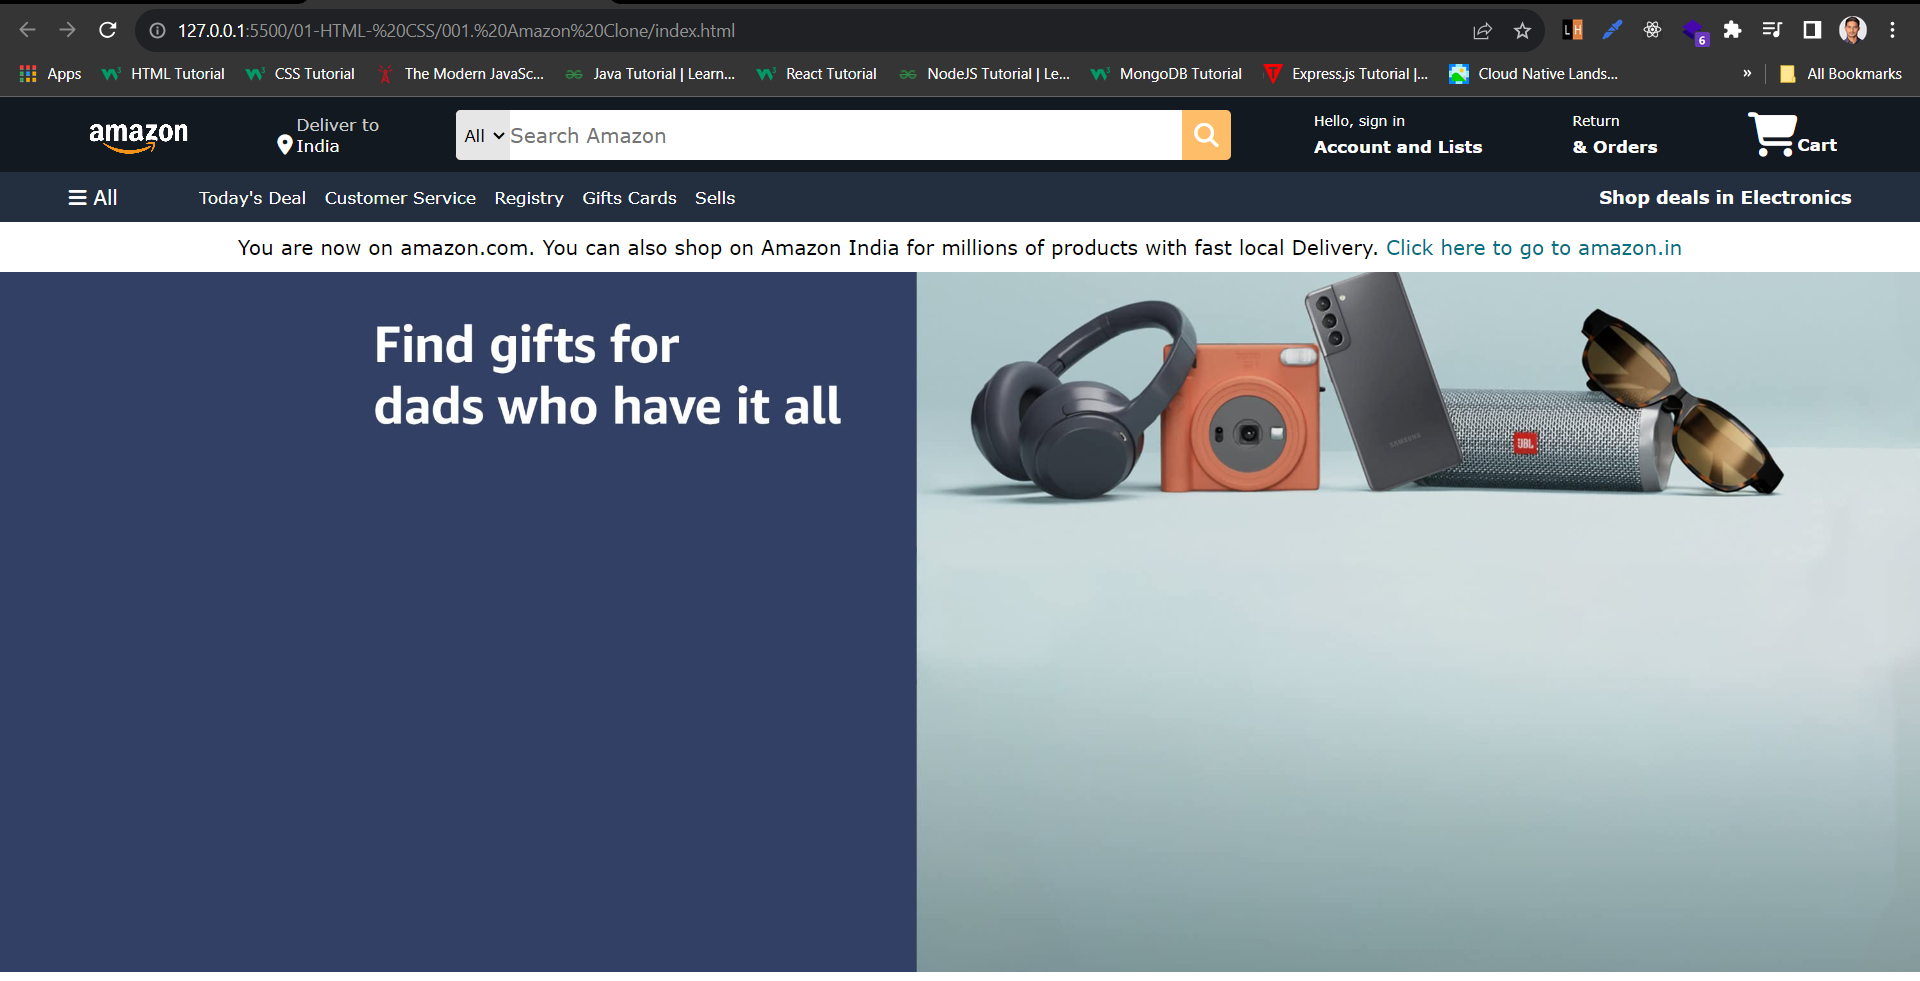 127.0.0.1:5500/01-HTML-%20CSS/001.%20Amazon%20Clone/index.html
L H
6
Apps HTML Tutorial CSS Tutorial The Modern JavaSc... Java Tutorial | Learn... React Tutorial NodeJS Tutorial | Le... MongoDB Tutorial Express.js Tutorial |... Cloud Native Lands... » All Bookmarks
amazon
Deliver to
India
All Search Amazon
Hello, sign in
Account and Lists
Return
& Orders
Cart
All Today's Deal Customer Service Registry Gifts Cards Sells Shop deals in Electronics
You are now on amazon.com. You can also shop on Amazon India for millions of products with fast local Delivery. Click here to go to amazon.in
Find gifts for
dads who have it all
SAMSUNG
JBL